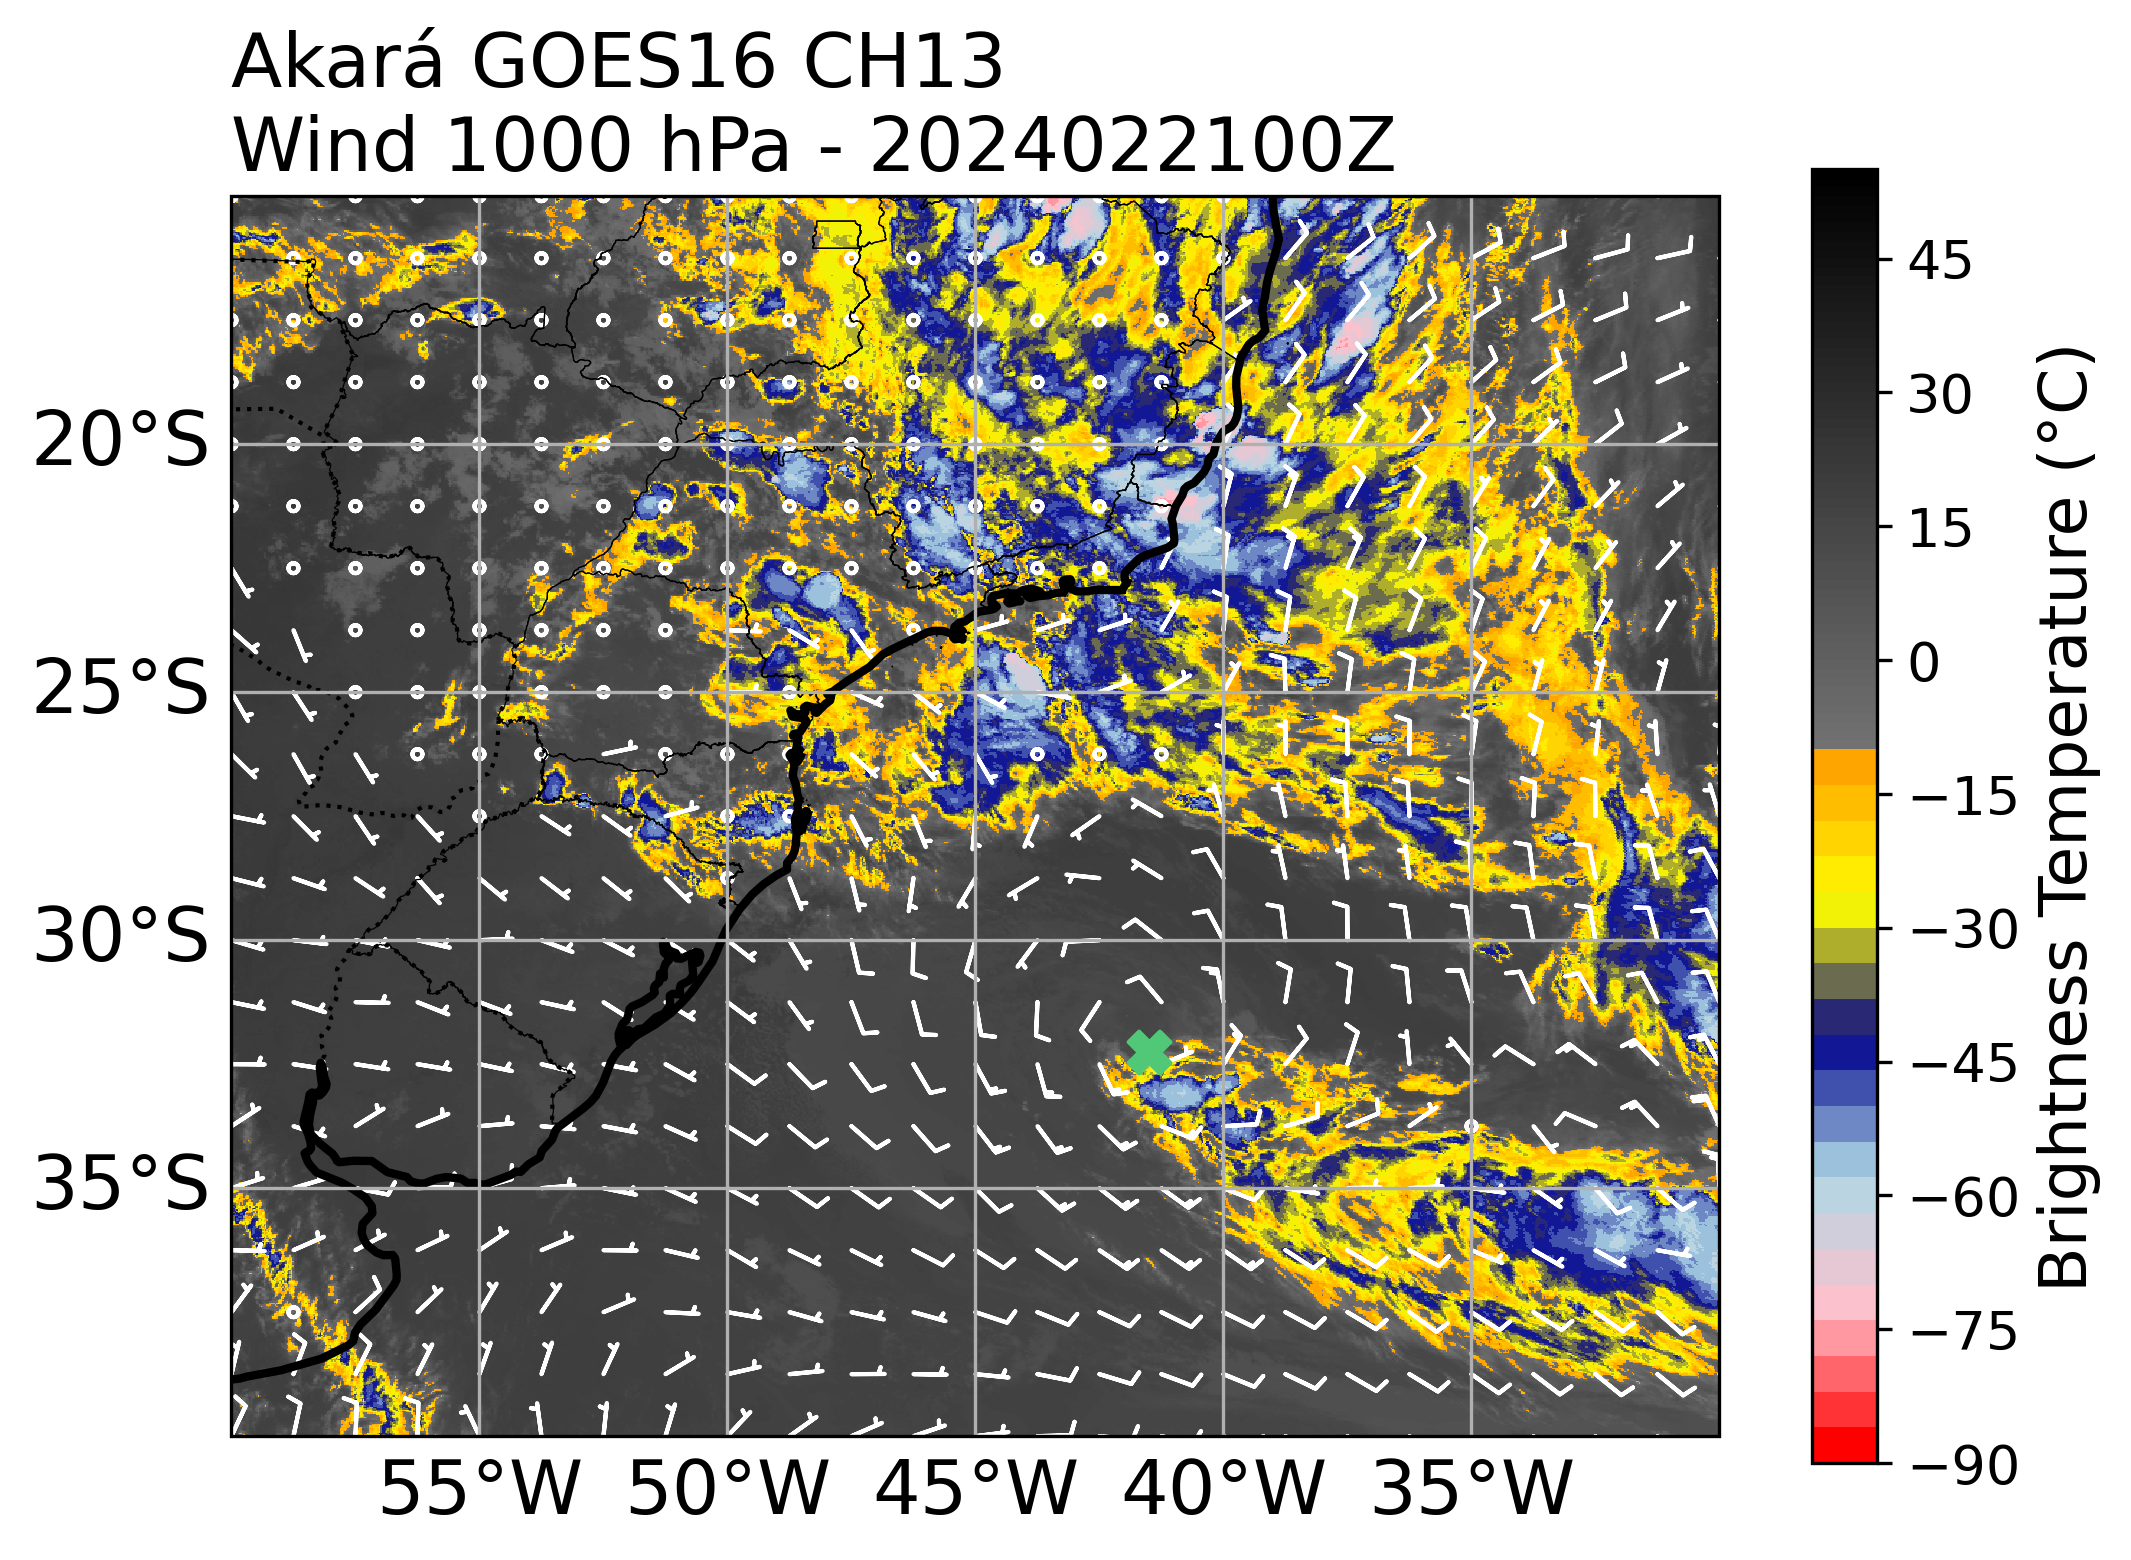 Akará GOES16 CH13
Wind 1000 hPa - 2024022100Z
20°S
25°S
30°S
35°S
55°W 50°W 45°W 40°W 35°W
45
30
15
0
−15
−30
−45
−60
−75
−90
Brightness Temperature (°C)